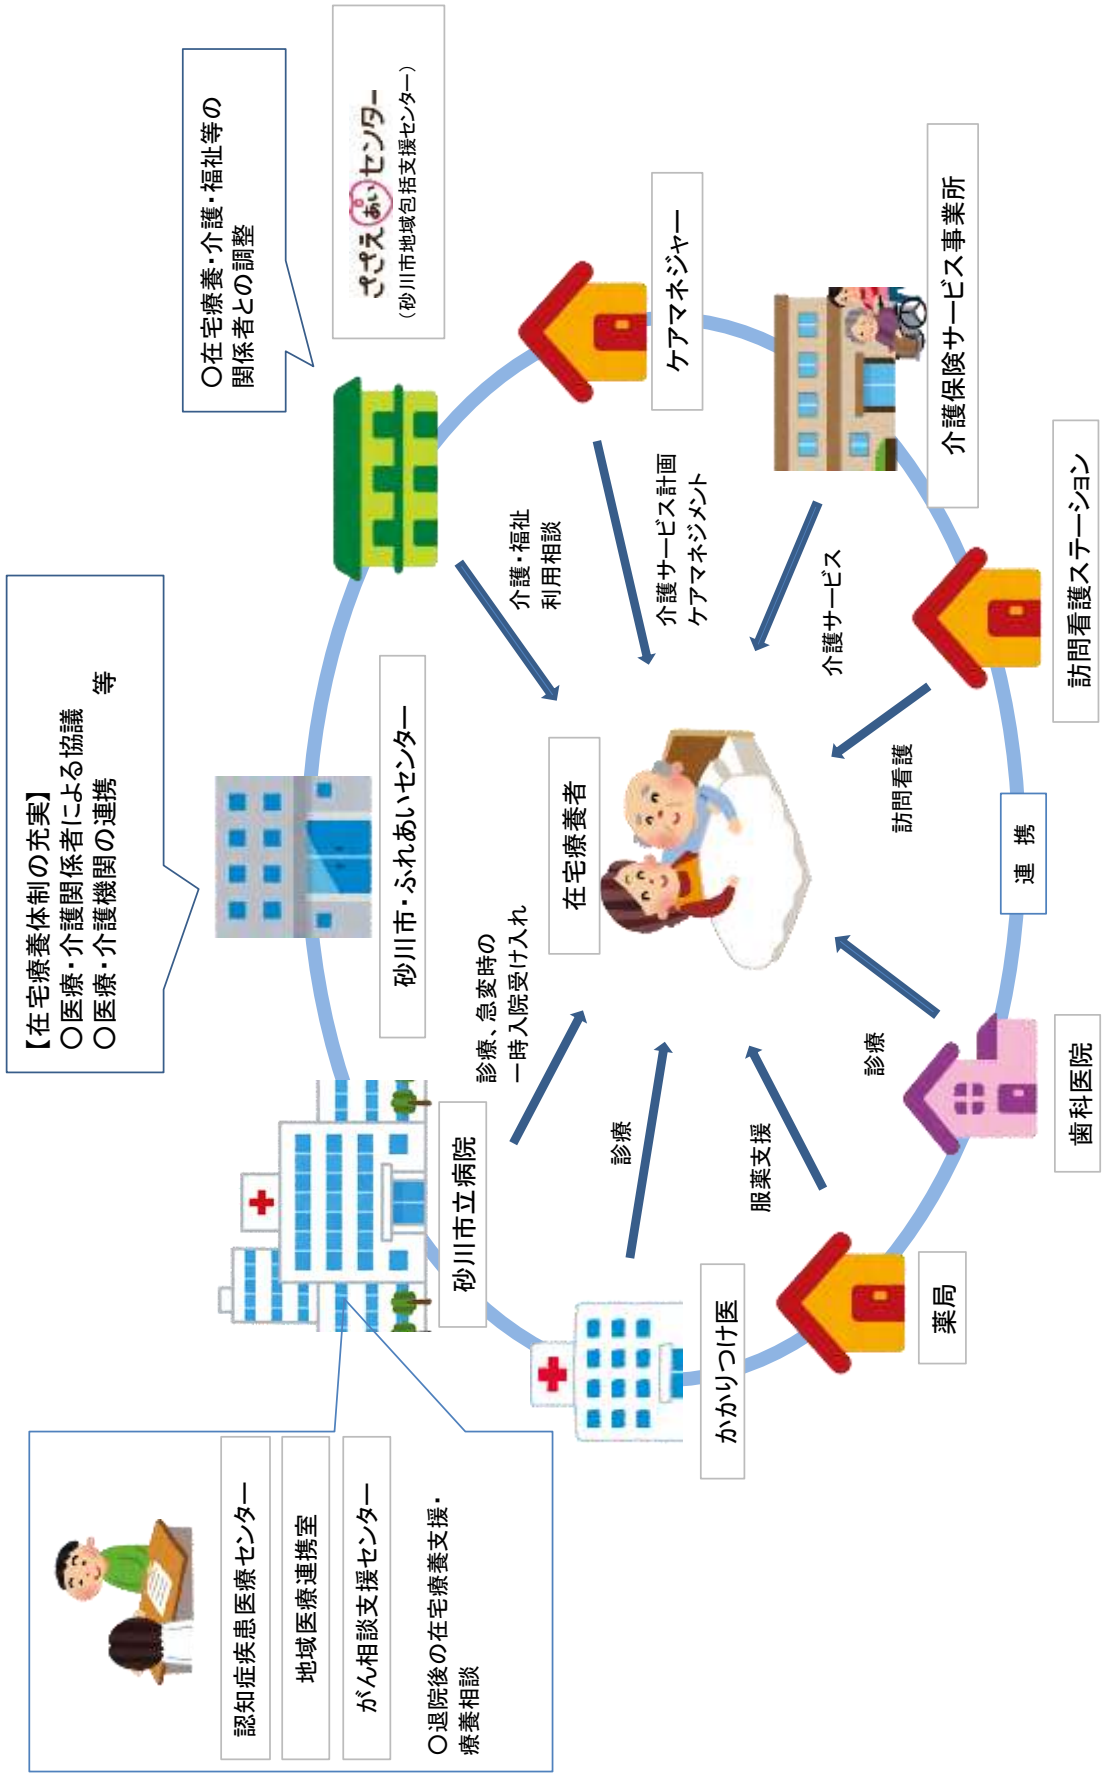 【在宅療養体制の充実】
〇医療・介護関係者による協議
〇医療・介護機関の連携　　　等
〇在宅療養・介護・福祉等の
関係者との調整
ささえあいセンター
（砂川市地域包括支援センター）
認知症疾患医療センター
地域医療連携室
がん相談支援センター
〇退院後の在宅療養支援・
療養相談
砂川市立病院
砂川市・ふれあいセンター
診療、急変時の
一時入院受け入れ
介護・福祉
利用相談
在宅療養者
かかりつけ医
診療
介護サービス計画
ケアマネジメント
ケアマネジャー
服薬支援
介護サービス
薬局
診療
訪問看護
介護保険サービス事業所
歯科医院
連　携
訪問看護ステーション